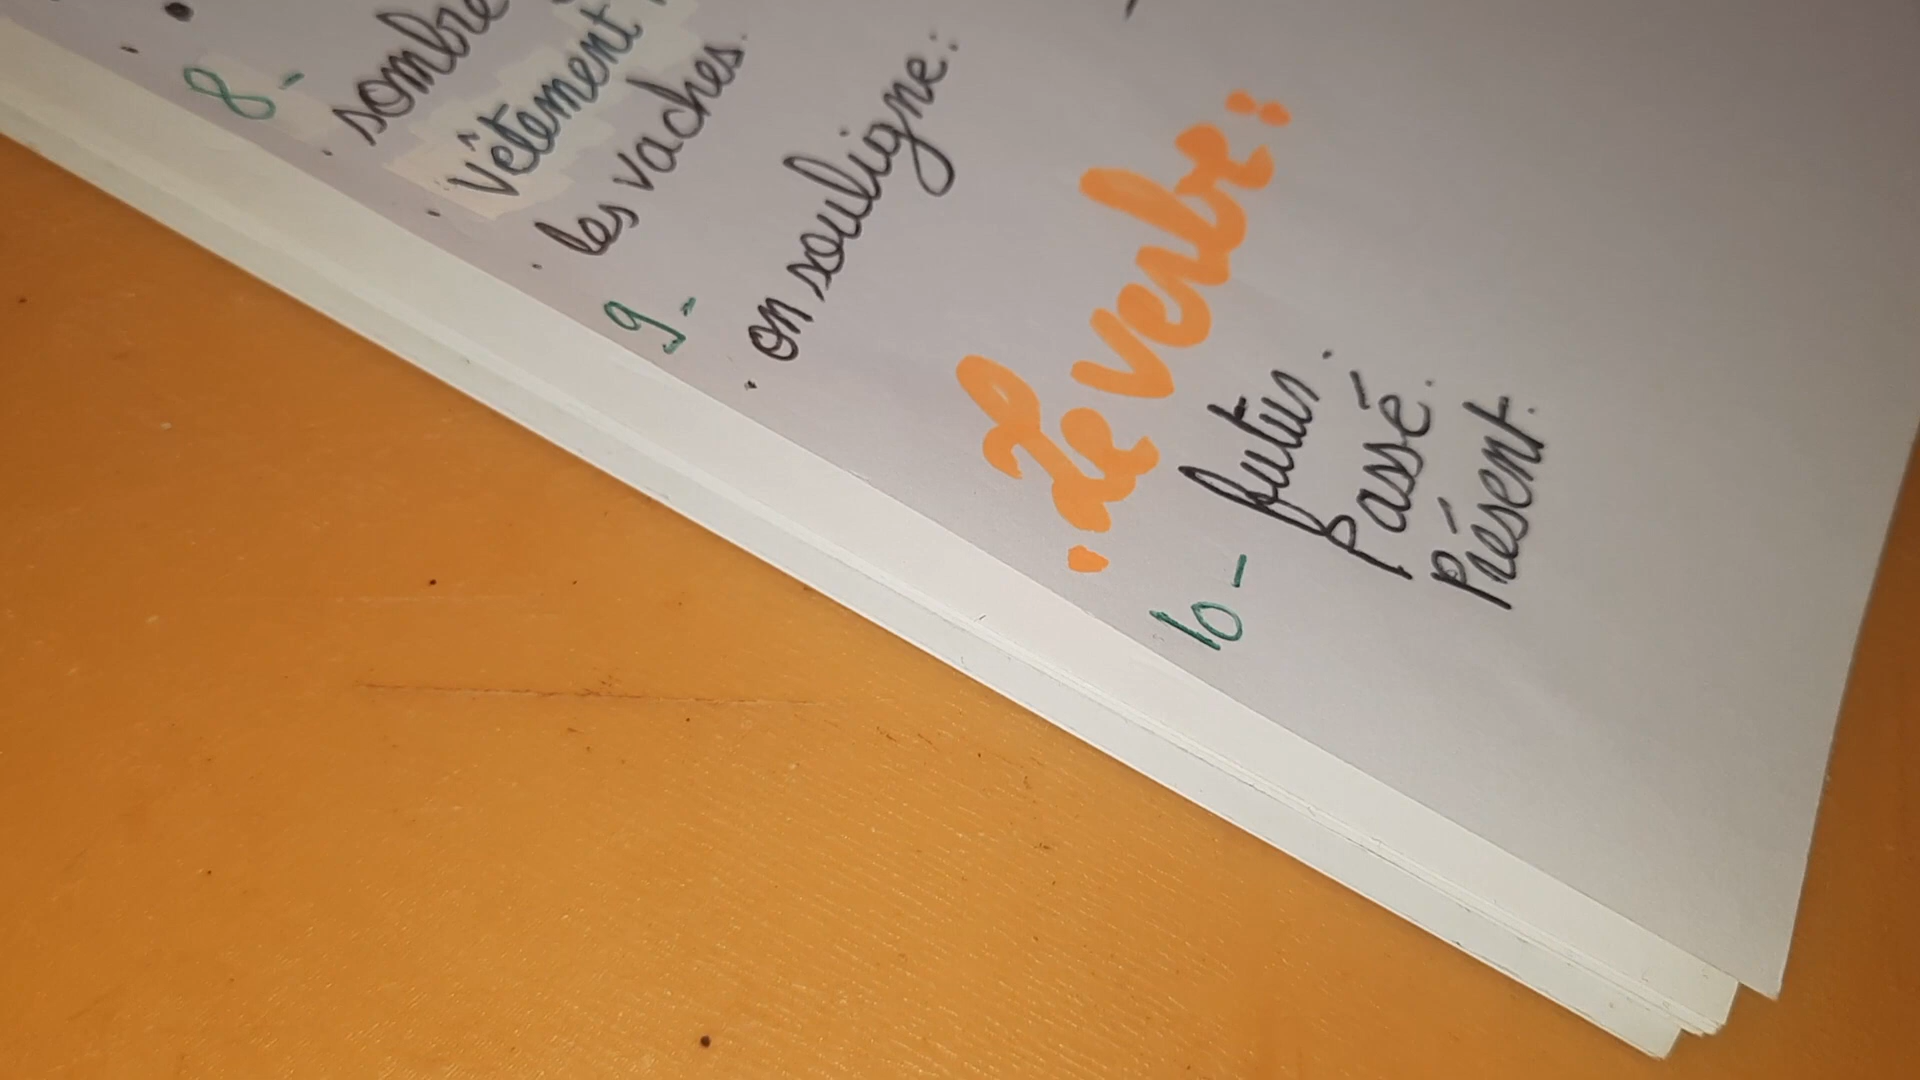 8-
. sombre
. vêtement
. les vaches.
9-
. on souligne :
. Le verbe :
10- futur.
Passé.
Présent.